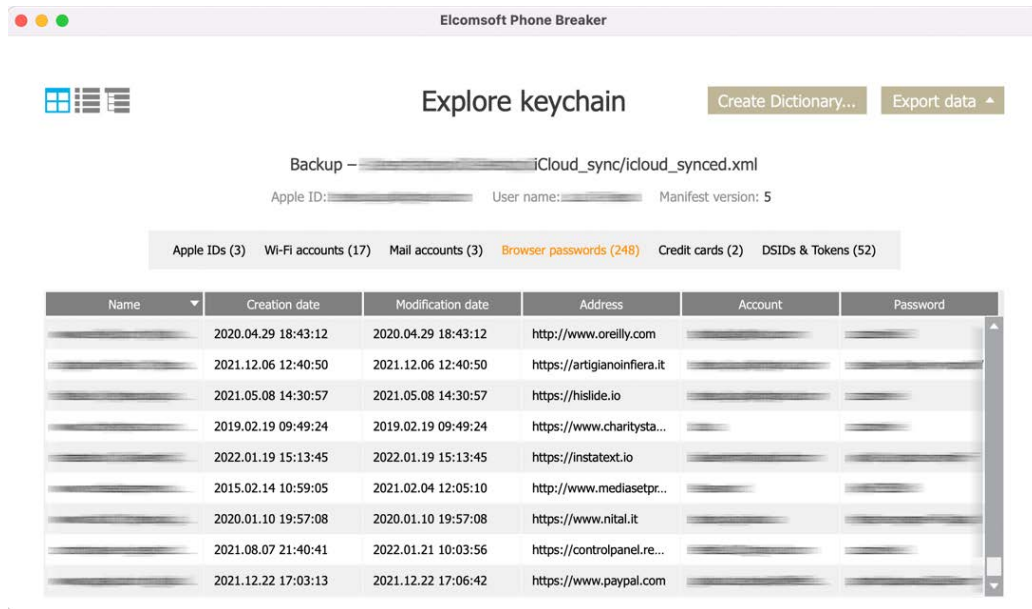 Elcomsoft Phone Breaker
Explore keychain
Create Dictionary...
Export data
Backup – iCloud_sync/icloud_synced.xml
Apple ID: User name: Manifest version: 5
Apple IDs (3) Wi-Fi accounts (17) Mail accounts (3) Browser passwords (248) Credit cards (2) DSIDs & Tokens (52)
Name Creation date Modification date Address Account Password
2020.04.29 18:43:12 2020.04.29 18:43:12 http://www.oreilly.com
2021.12.06 12:40:50 2021.12.06 12:40:50 https://artigianoinfiera.it
2021.05.08 14:30:57 2021.05.08 14:30:57 https://hislide.io
2019.02.19 09:49:24 2019.02.19 09:49:24 https://www.charitysta...
2022.01.19 15:13:45 2022.01.19 15:13:45 https://instatext.io
2015.02.14 10:59:05 2021.02.04 12:05:10 http://www.mediasetpr...
2020.01.10 19:57:08 2020.01.10 19:57:08 https://www.nital.it
2021.08.07 21:40:41 2022.01.21 10:03:56 https://controlpanel.re...
2021.12.22 17:03:13 2021.12.22 17:06:42 https://www.paypal.com